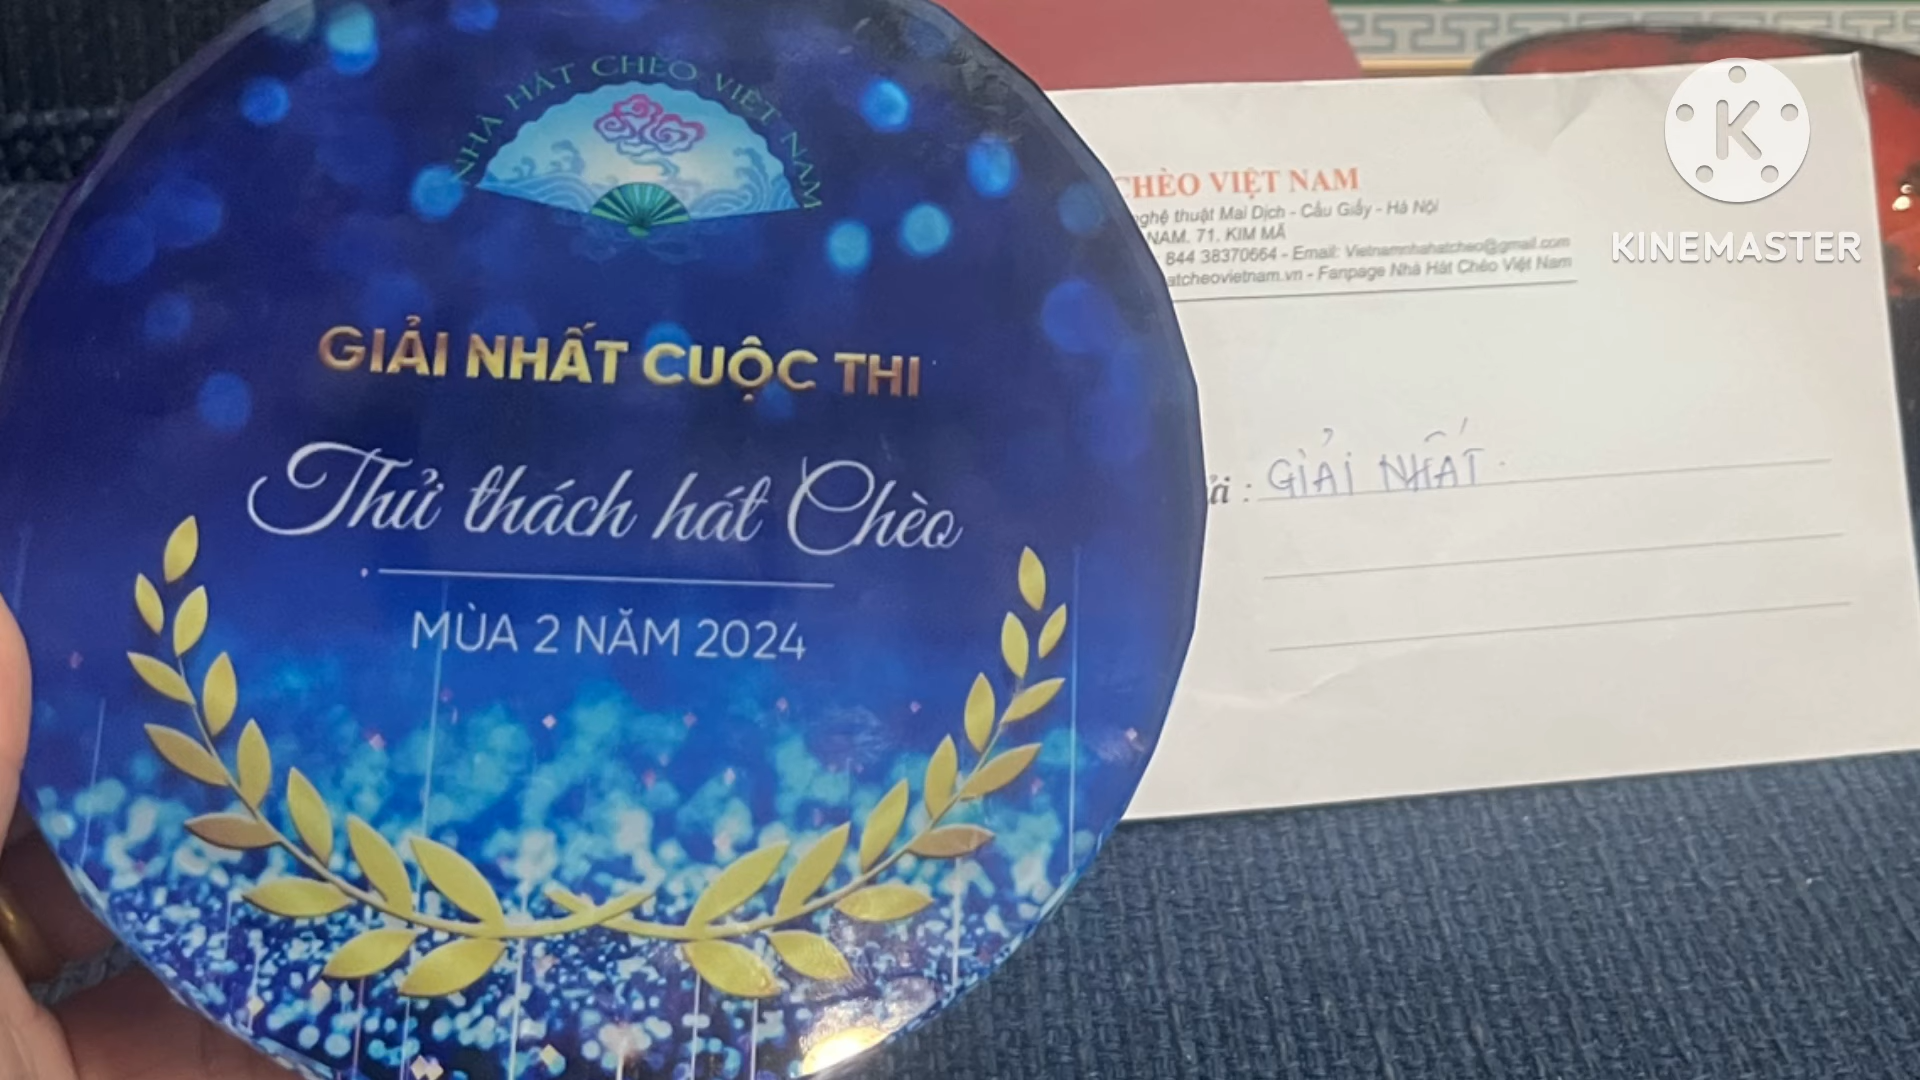 NHÀ HÁT CHÈO VIỆT NAM
GIẢI NHẤT CUỘC THI
Thử thách hát Chèo
MÙA 2 NĂM 2024
CHÈO VIỆT NAM
nghệ thuật Mai Dịch - Cầu Giấy - Hà Nội
NAM. 71. KIM MÃ
844 38370664 - Email: Vietnamnhahatcheo@gmail.com
atcheovietnam.vn - Fanpage Nhà Hát Chèo Việt Nam
: GIẢI NHẤT.
KINEMASTER